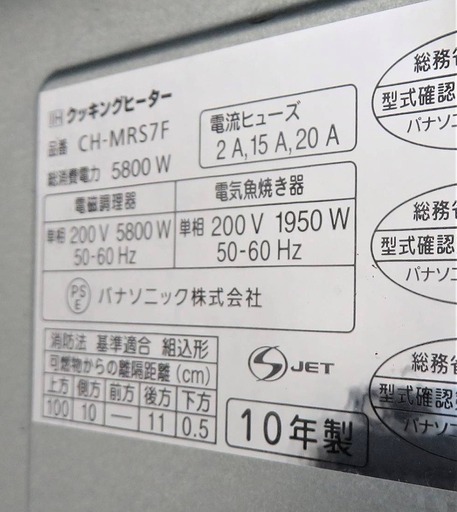 IHクッキングヒーター
品番 CH-MRS7F
総消費電力 5800 W
電流ヒューズ
2 A,15 A,20 A
電磁調理器
単相 200 V 5800 W
50-60 Hz
電気魚焼き器
単相 200 V 1950 W
50-60 Hz
PS
E
パナソニック株式会社
消防法 基準適合 組込形
可燃物からの離隔距離(cm)
上方 側方 前方 後方 下方
100 10 — 11 0.5
S JET
10年製
総務省
型式確認
パナソニ
総務
型式確認
パナソニ
総務
型式確認
パナソニ